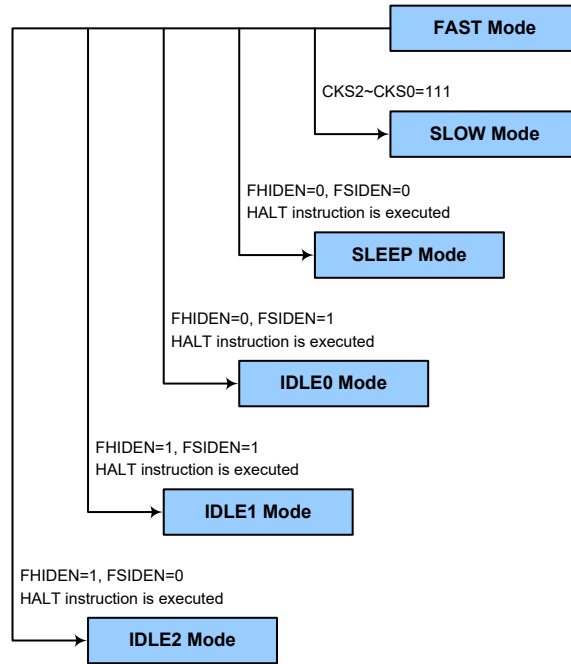 FAST Mode
CKS2~CKS0=111
SLOW Mode
FHIDEN=0, FSIDEN=0
HALT instruction is executed
SLEEP Mode
FHIDEN=0, FSIDEN=1
HALT instruction is executed
IDLE0 Mode
FHIDEN=1, FSIDEN=1
HALT instruction is executed
IDLE1 Mode
FHIDEN=1, FSIDEN=0
HALT instruction is executed
IDLE2 Mode